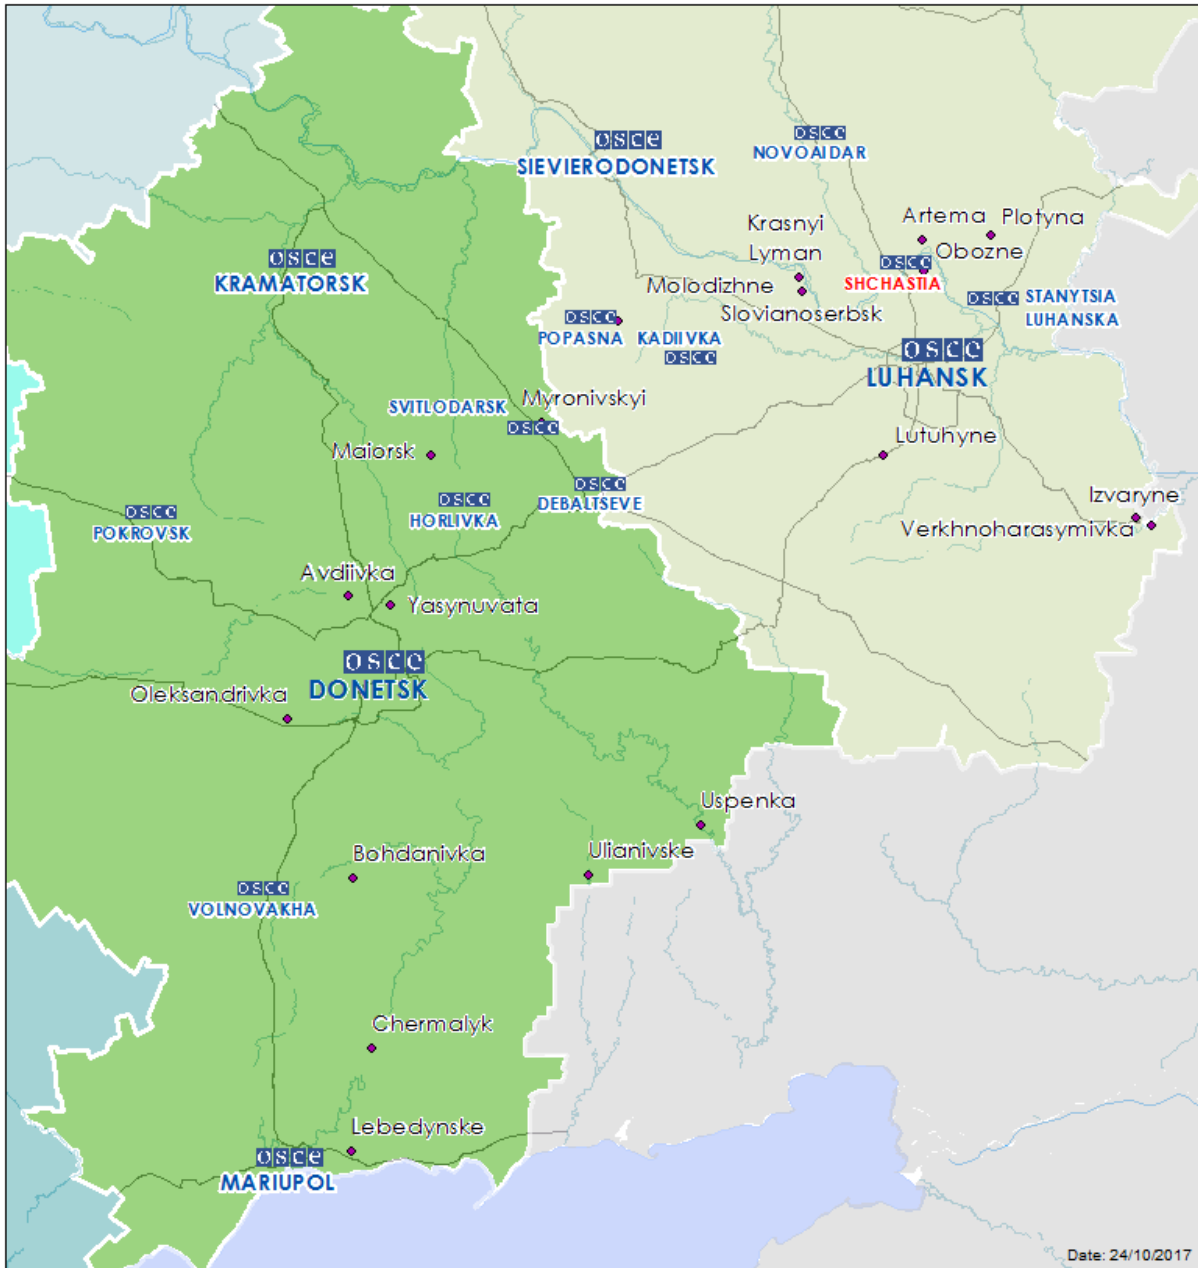 osce
SIEVIERODONETSK
osce
NOVOAIDAR
Krasnyi
Lyman
Artema
Plotyna
Obozne
osce
SHCHASTIA
osce
KRAMATORSK
Molodizhne
Slovianoserbsk
osce
STANYTSIA
LUHANSKA
osce
POPASNA
KADIIVKA
osce
osce
LUHANSK
SVITLODARSK
Myronivskyi
osce
Maiorsk
Lutuhyne
osce
DEBALTSEVE
osce
HORLIVKA
osce
POKROVSK
Izvaryne
Verkhnoharasymivka
Avdiivka
Yasynuvata
osce
DONETSK
Oleksandrivka
Uspenka
Bohdanivka
Ulianivske
osce
VOLNOVAKHA
Chermalyk
Lebedynske
osce
MARIUPOL
Date: 24/10/2017